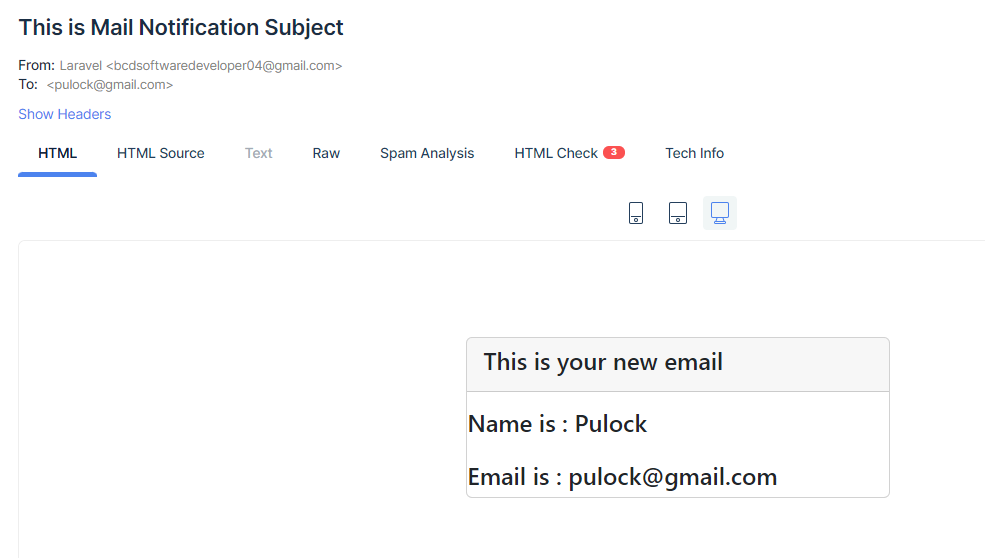 This is Mail Notification Subject
From: Laravel <bcdsoftwaredeveloper04@gmail.com>
To: <pulock@gmail.com>
Show Headers
HTML HTML Source Text Raw Spam Analysis HTML Check 3 Tech Info
This is your new email
Name is : Pulock
Email is : pulock@gmail.com